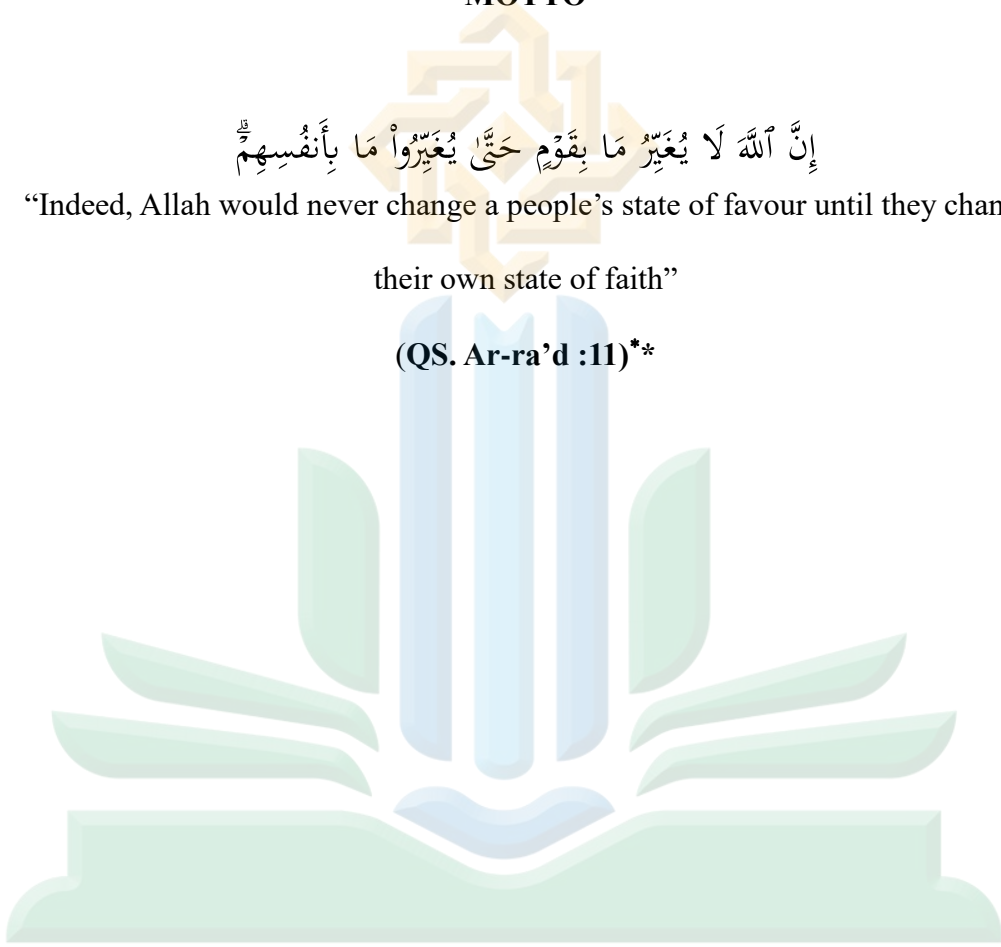 MOTTO
إِنَّ ٱللَّهَ لَا يُغَيِّرُ مَا بِقَوْمٍ حَتَّىٰ يُغَيِّرُوا۟ مَا بِأَنفُسِهِمْ ۗ
“Indeed, Allah would never change a people’s state of favour until they chan
their own state of faith”
(QS. Ar-ra’d :11)**